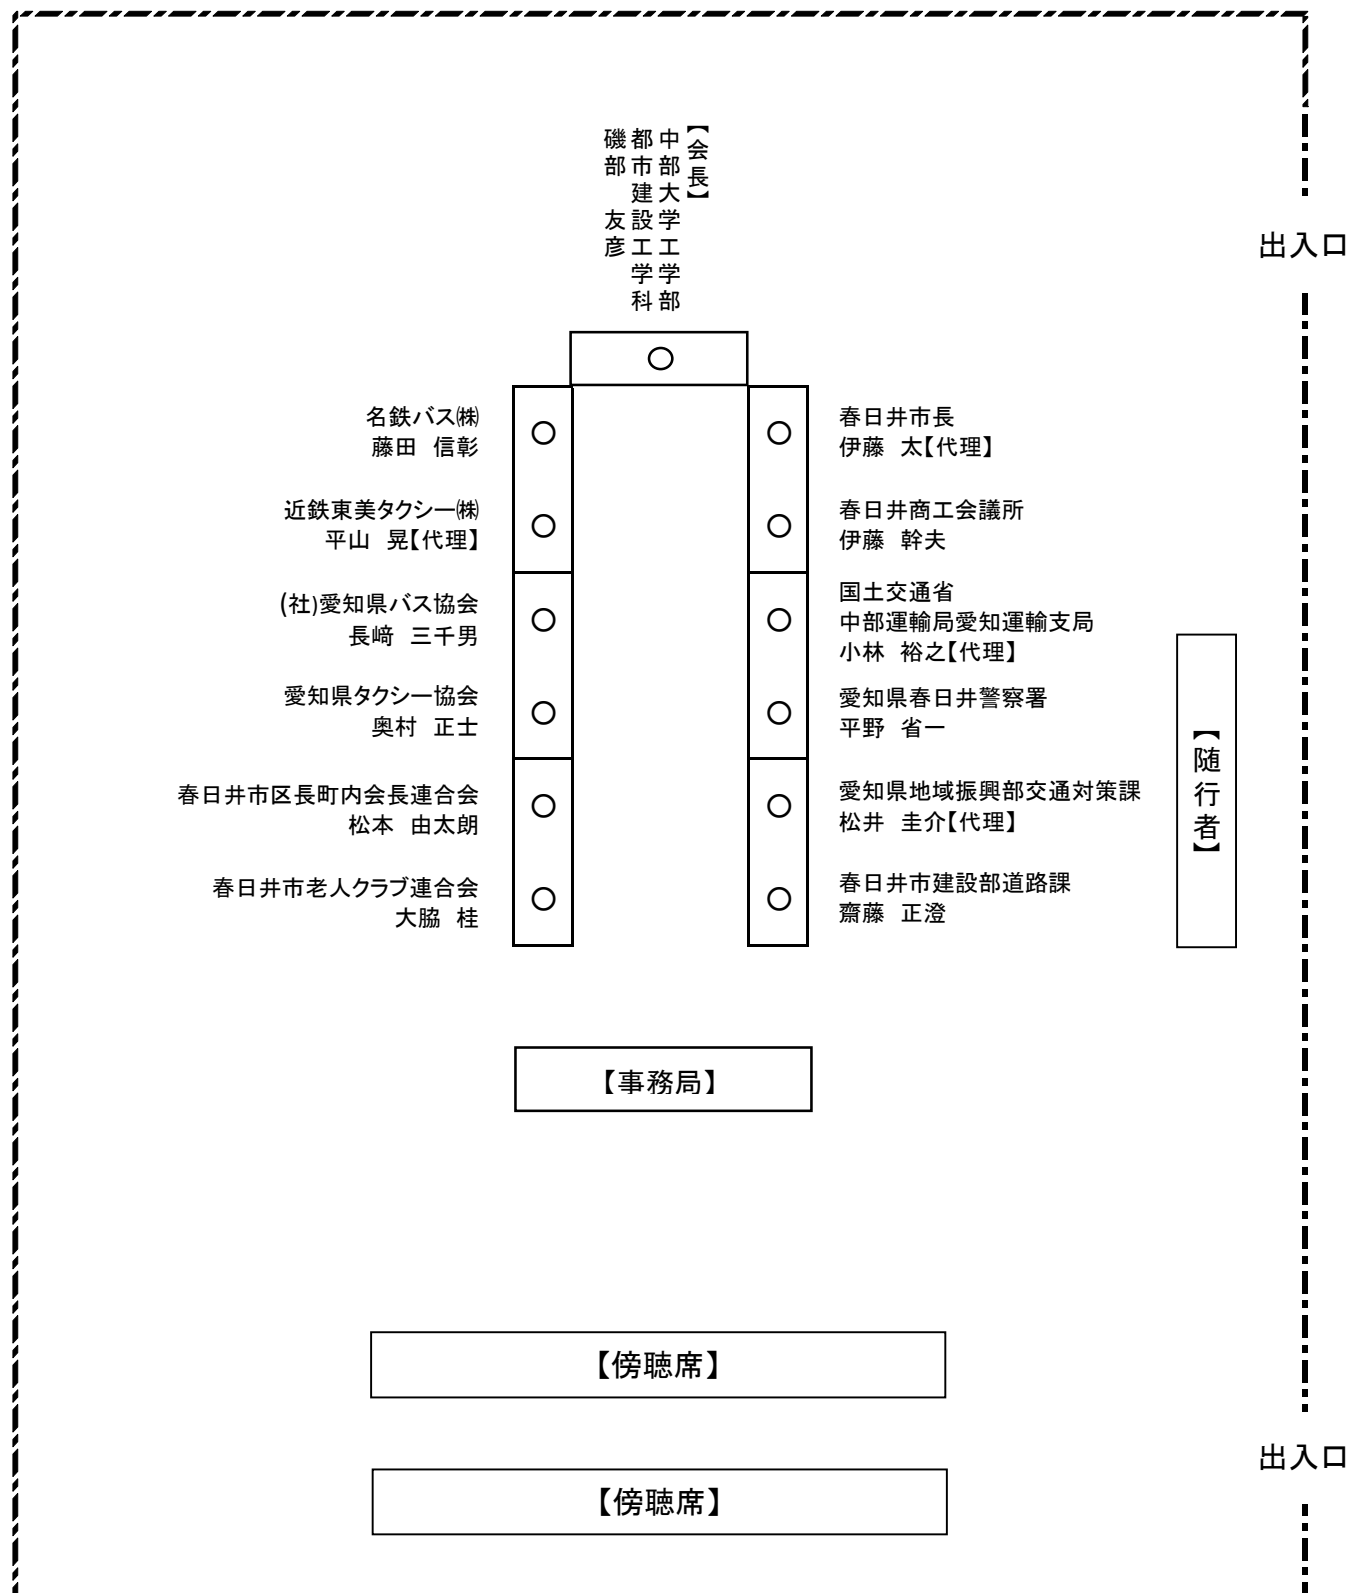 【会長】
中部大学工学部
都市建設工学科
磯部　友彦
出入口
名鉄バス㈱
藤田　信彰
近鉄東美タクシー㈱
平山　晃【代理】
(社)愛知県バス協会
長﨑　三千男
愛知県タクシー協会
奥村　正士
春日井市区長町内会長連合会
松本　由太朗
春日井市老人クラブ連合会
大脇　桂
春日井市長
伊藤　太【代理】
春日井商工会議所
伊藤　幹夫
国土交通省
中部運輸局愛知運輸支局
小林　裕之【代理】
愛知県春日井警察署
平野　省一
愛知県地域振興部交通対策課
松井　圭介【代理】
春日井市建設部道路課
齋藤　正澄
【随行者】
【事務局】
【傍聴席】
出入口
【傍聴席】